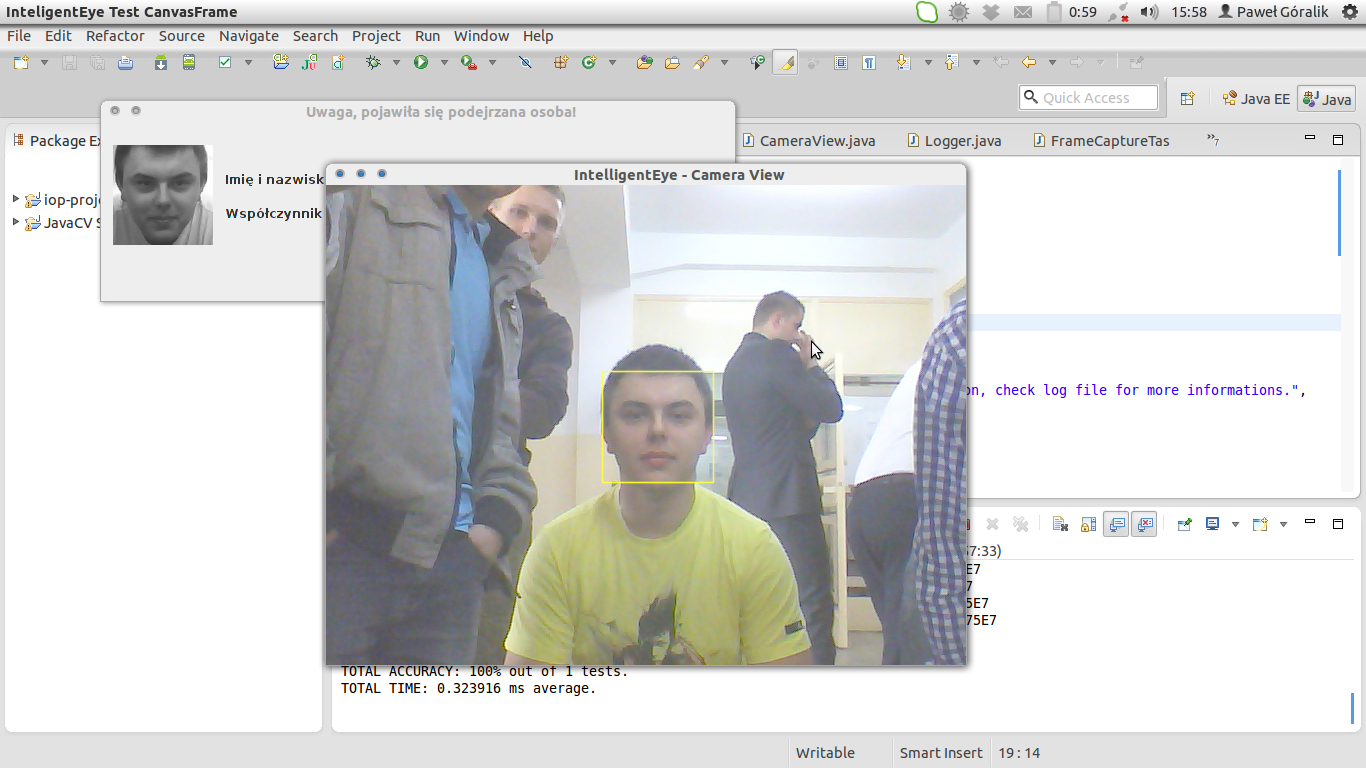 InteligentEye Test CanvasFrame
0:59
15:58
Paweł Góralik
File Edit Refactor Source Navigate Search Project Run Window Help
Quick Access
Java EE
Java
Uwaga, pojawiła się podejrzana osoba!
Package Ex
CameraView.java
Logger.java
FrameCaptureTas
7
Imię i nazwisk
Współczynnik
iop-proje
JavaCV S
IntelligentEye - Camera View
on, check log file for more informations.",
57:33)
E7
7
5E7
75E7
TOTAL ACCURACY: 100% out of 1 tests.
TOTAL TIME: 0.323916 ms average.
Writable
Smart Insert
19 : 14